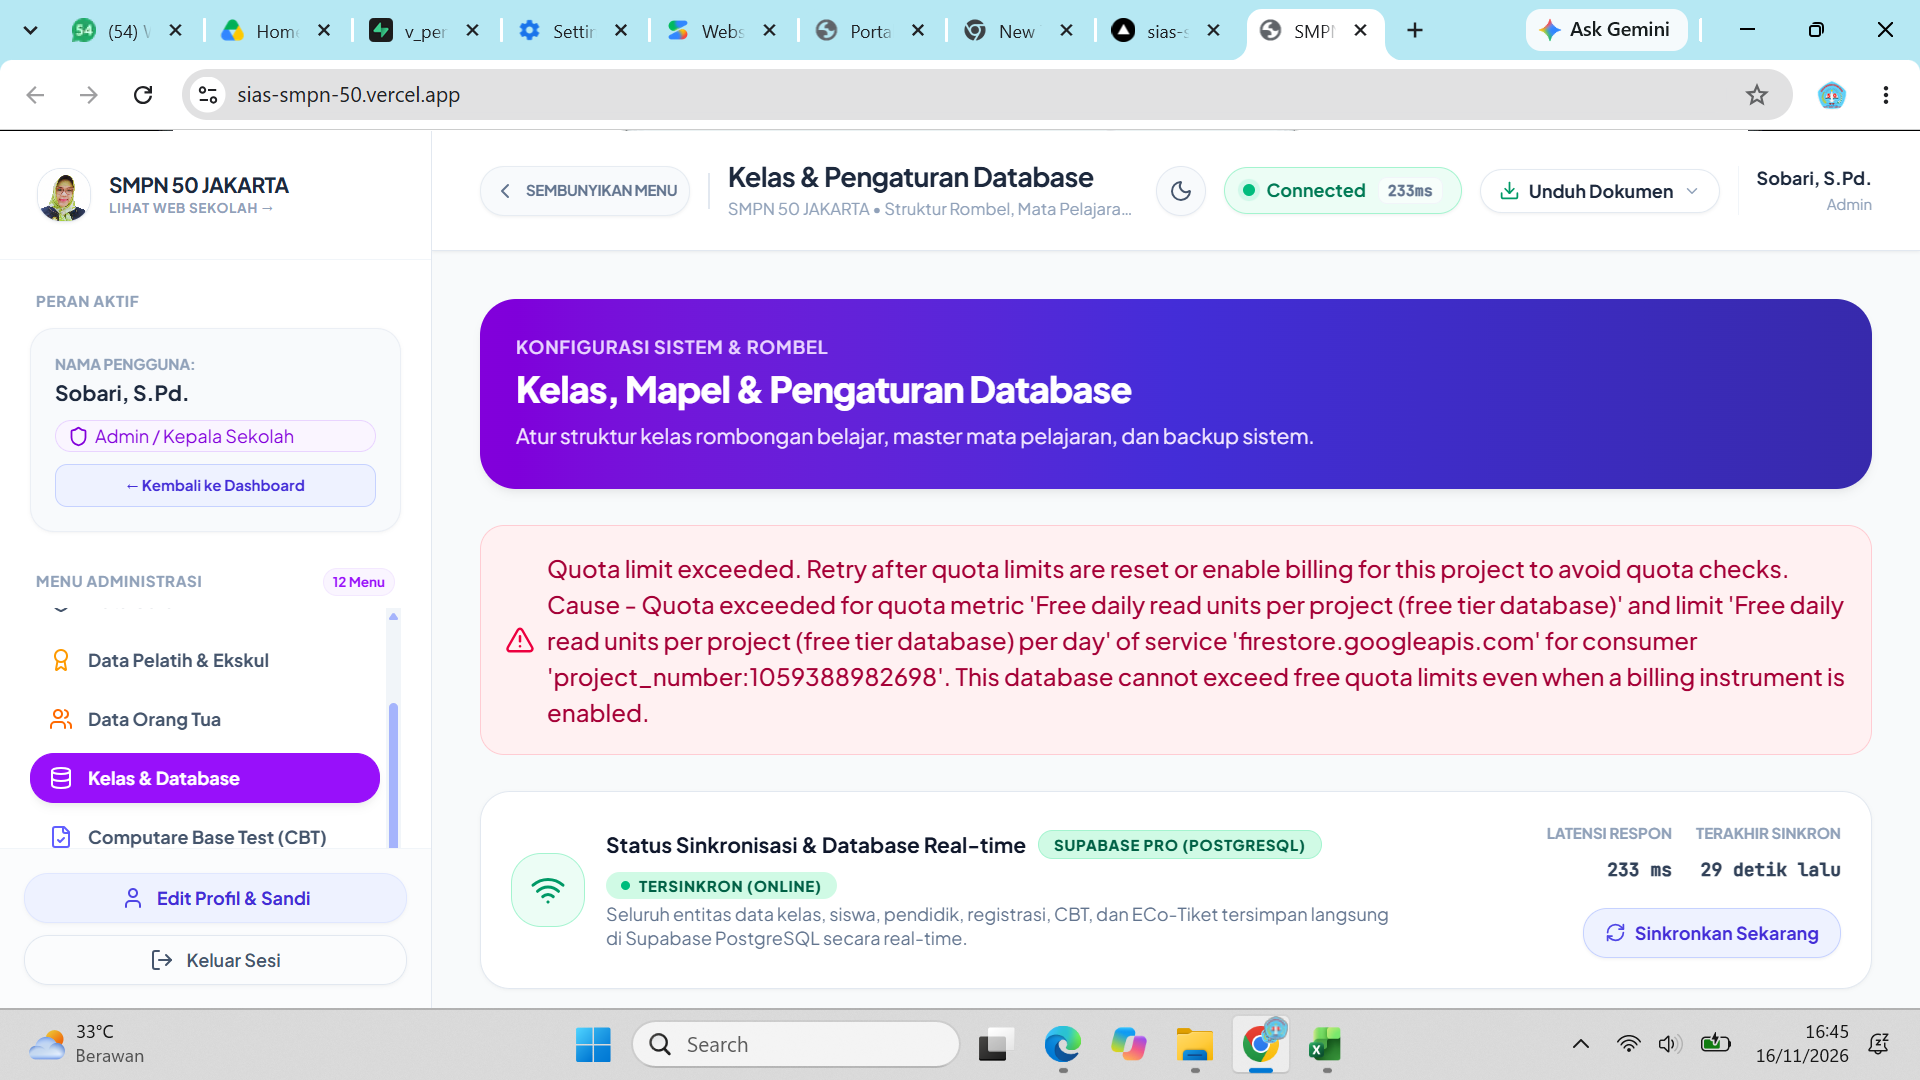 (54) W
Home
v_per
Settin
Webs
Porta
New
sias-s
SMPN
Ask Gemini
sias-smpn-50.vercel.app
SMPN 50 JAKARTA
LIHAT WEB SEKOLAH →
SEMBUNYIKAN MENU
Kelas & Pengaturan Database
SMPN 50 JAKARTA • Struktur Rombel, Mata Pelajara...
Connected 233ms
Unduh Dokumen
Sobari, S.Pd.
Admin
PERAN AKTIF
NAMA PENGGUNA:
Sobari, S.Pd.
Admin / Kepala Sekolah
← Kembali ke Dashboard
MENU ADMINISTRASI
12 Menu
Data Pelatih & Ekskul
Data Orang Tua
Kelas & Database
Computare Base Test (CBT)
Edit Profil & Sandi
Keluar Sesi
KONFIGURASI SISTEM & ROMBEL
Kelas, Mapel & Pengaturan Database
Atur struktur kelas rombongan belajar, master mata pelajaran, dan backup sistem.
Quota limit exceeded. Retry after quota limits are reset or enable billing for this project to avoid quota checks.
Cause - Quota exceeded for quota metric 'Free daily read units per project (free tier database)' and limit 'Free daily
read units per project (free tier database) per day' of service 'firestore.googleapis.com' for consumer
'project_number:1059388982698'. This database cannot exceed free quota limits even when a billing instrument is
enabled.
Status Sinkronisasi & Database Real-time
SUPABASE PRO (POSTGRESQL)
TERSINKRON (ONLINE)
Seluruh entitas data kelas, siswa, pendidik, registrasi, CBT, dan ECo-Tiket tersimpan langsung
di Supabase PostgreSQL secara real-time.
LATENSI RESPON
233 ms
TERAKHIR SINKRON
29 detik lalu
Sinkronkan Sekarang
33°C
Berawan
Search
16:45
16/11/2026